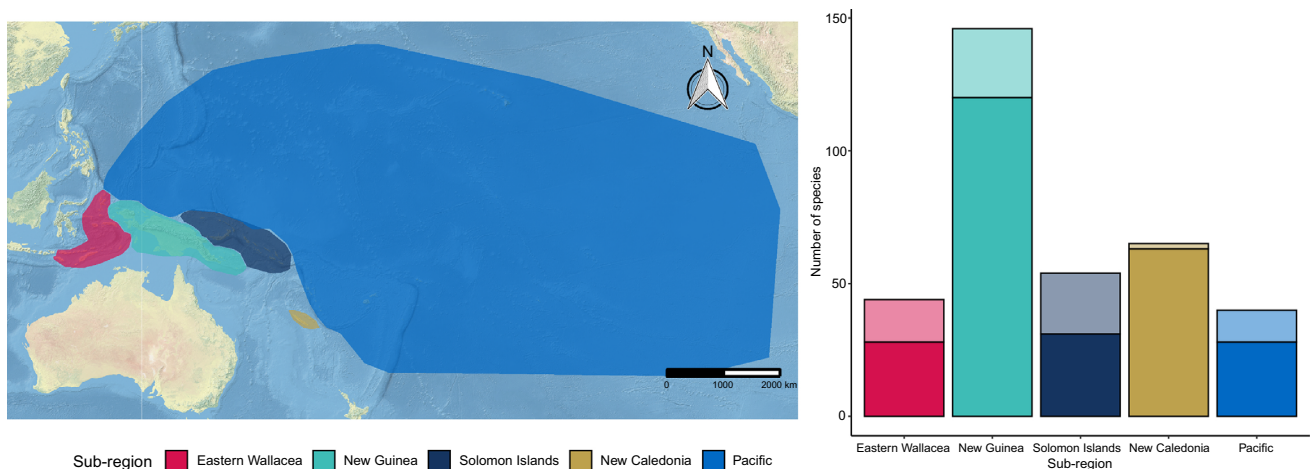 N
0 1000 2000 km
Sub-region Eastern Wallacea New Guinea Solomon Islands New Caledonia Pacific
Number of species
150
100
50
0
Eastern Wallacea New Guinea Solomon Islands New Caledonia Pacific
Sub-region